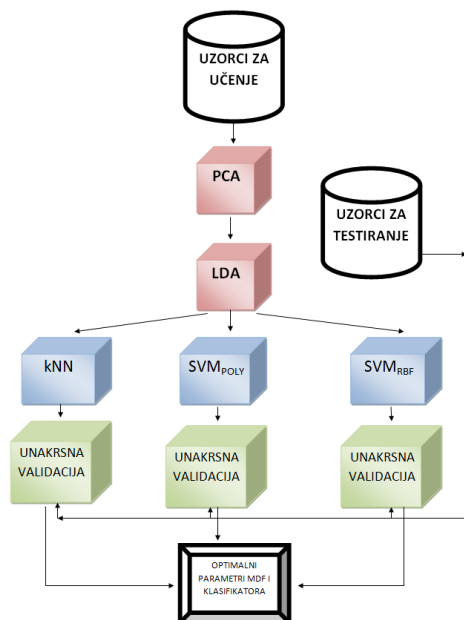 UZORCI ZA
UČENJE
PCA
UZORCI ZA
TESTIRANJE
LDA
kNN
SVMPOLY
SVMRBF
UNAKRSNA
VALIDACIJA
UNAKRSNA
VALIDACIJA
UNAKRSNA
VALIDACIJA
OPTIMALNI
PARAMETRI MDF I
KLASIFIKATORA